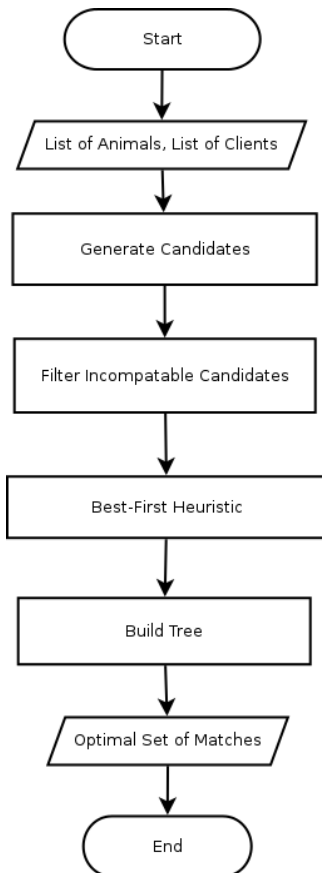 Start
List of Animals, List of Clients
Generate Candidates
Filter Incompatable Candidates
Best-First Heuristic
Build Tree
Optimal Set of Matches
End